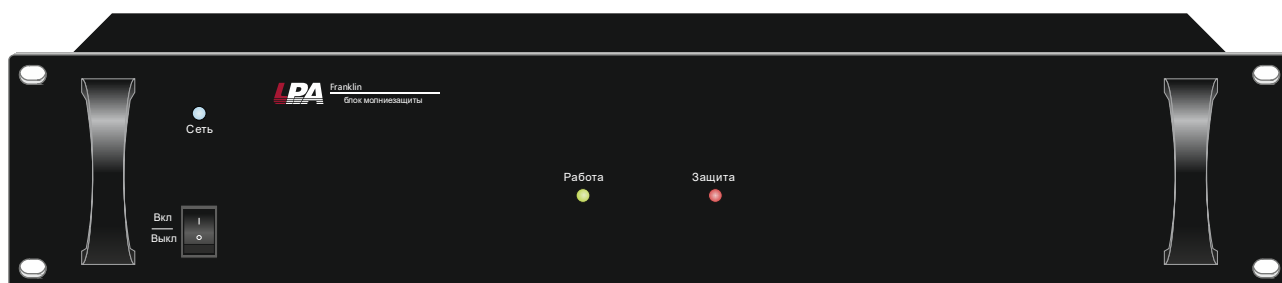 LPA Franklin
блок молниезащиты
Сеть
Работа Защита
Вкл
I
Выкл O